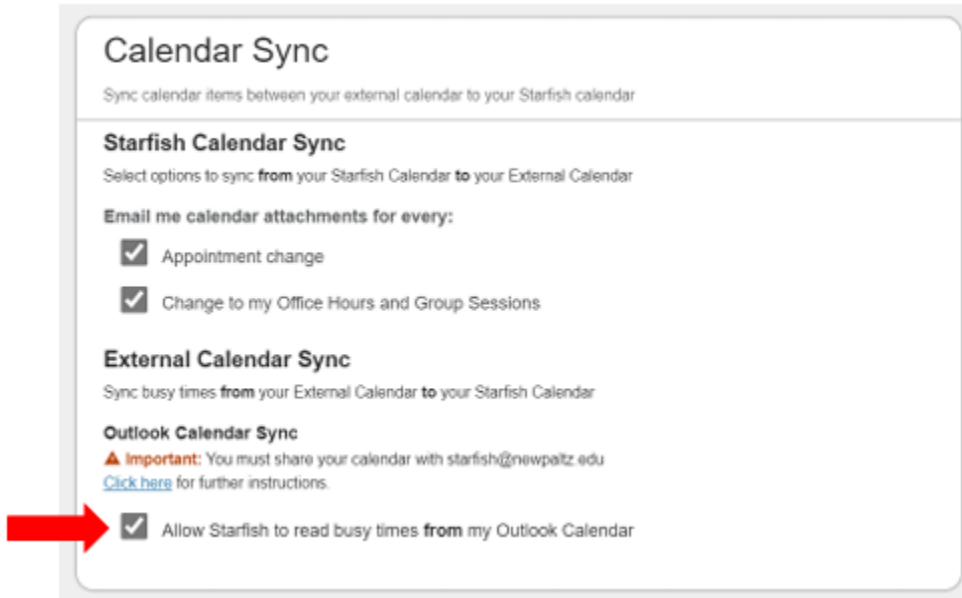 Calendar Sync
Sync calendar items between your external calendar to your Starfish calendar
Starfish Calendar Sync
Select options to sync from your Starfish Calendar to your External Calendar
Email me calendar attachments for every:
Appointment change
Change to my Office Hours and Group Sessions
External Calendar Sync
Sync busy times from your External Calendar to your Starfish Calendar
Outlook Calendar Sync
Important: You must share your calendar with starfish@newpaltz.edu
Click here for further instructions.
Allow Starfish to read busy times from my Outlook Calendar